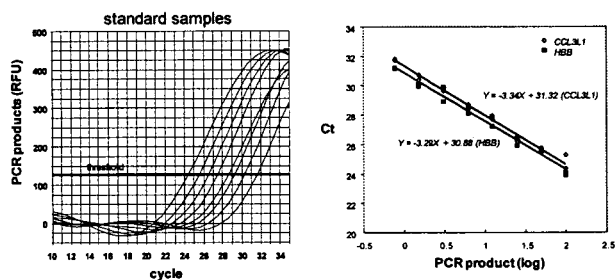 standard samples
PCR products (RFU)
600
500
400
300
200
100
0
threshold
10 12 14 16 18 20 22 24 26 28 30 32 34
cycle
Ct
34
32
30
28
26
24
22
20
CCL3L1
HBB
Y = -3.34X + 31.32 (CCL3L1)
Y = -3.29X + 30.88 (HBB)
-0.5 0 0.5 1 1.5 2 2.5
PCR product (log)